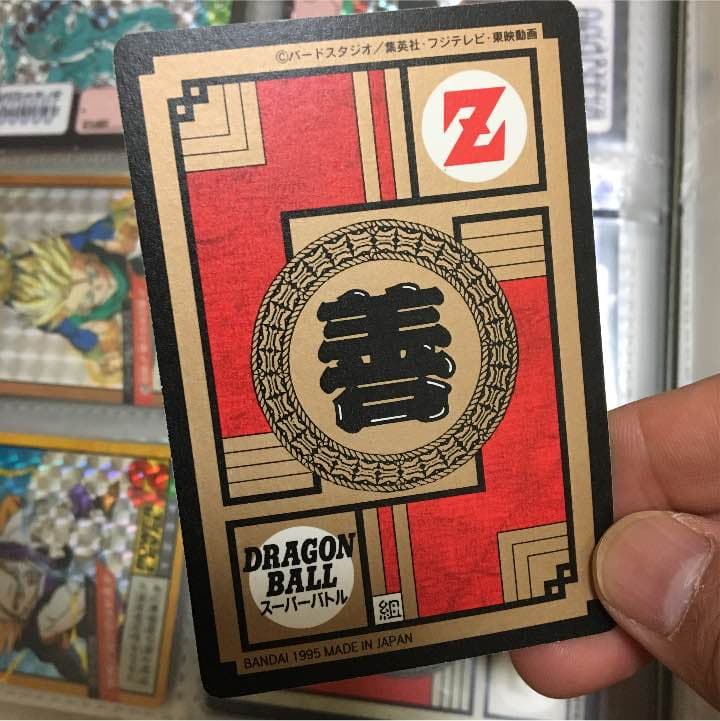 ©バードスタジオ／集英社・フジテレビ・東映動画
Z
善
DRAGON
BALL
スーパーバトル
組
BANDAI 1995 MADE IN JAPAN